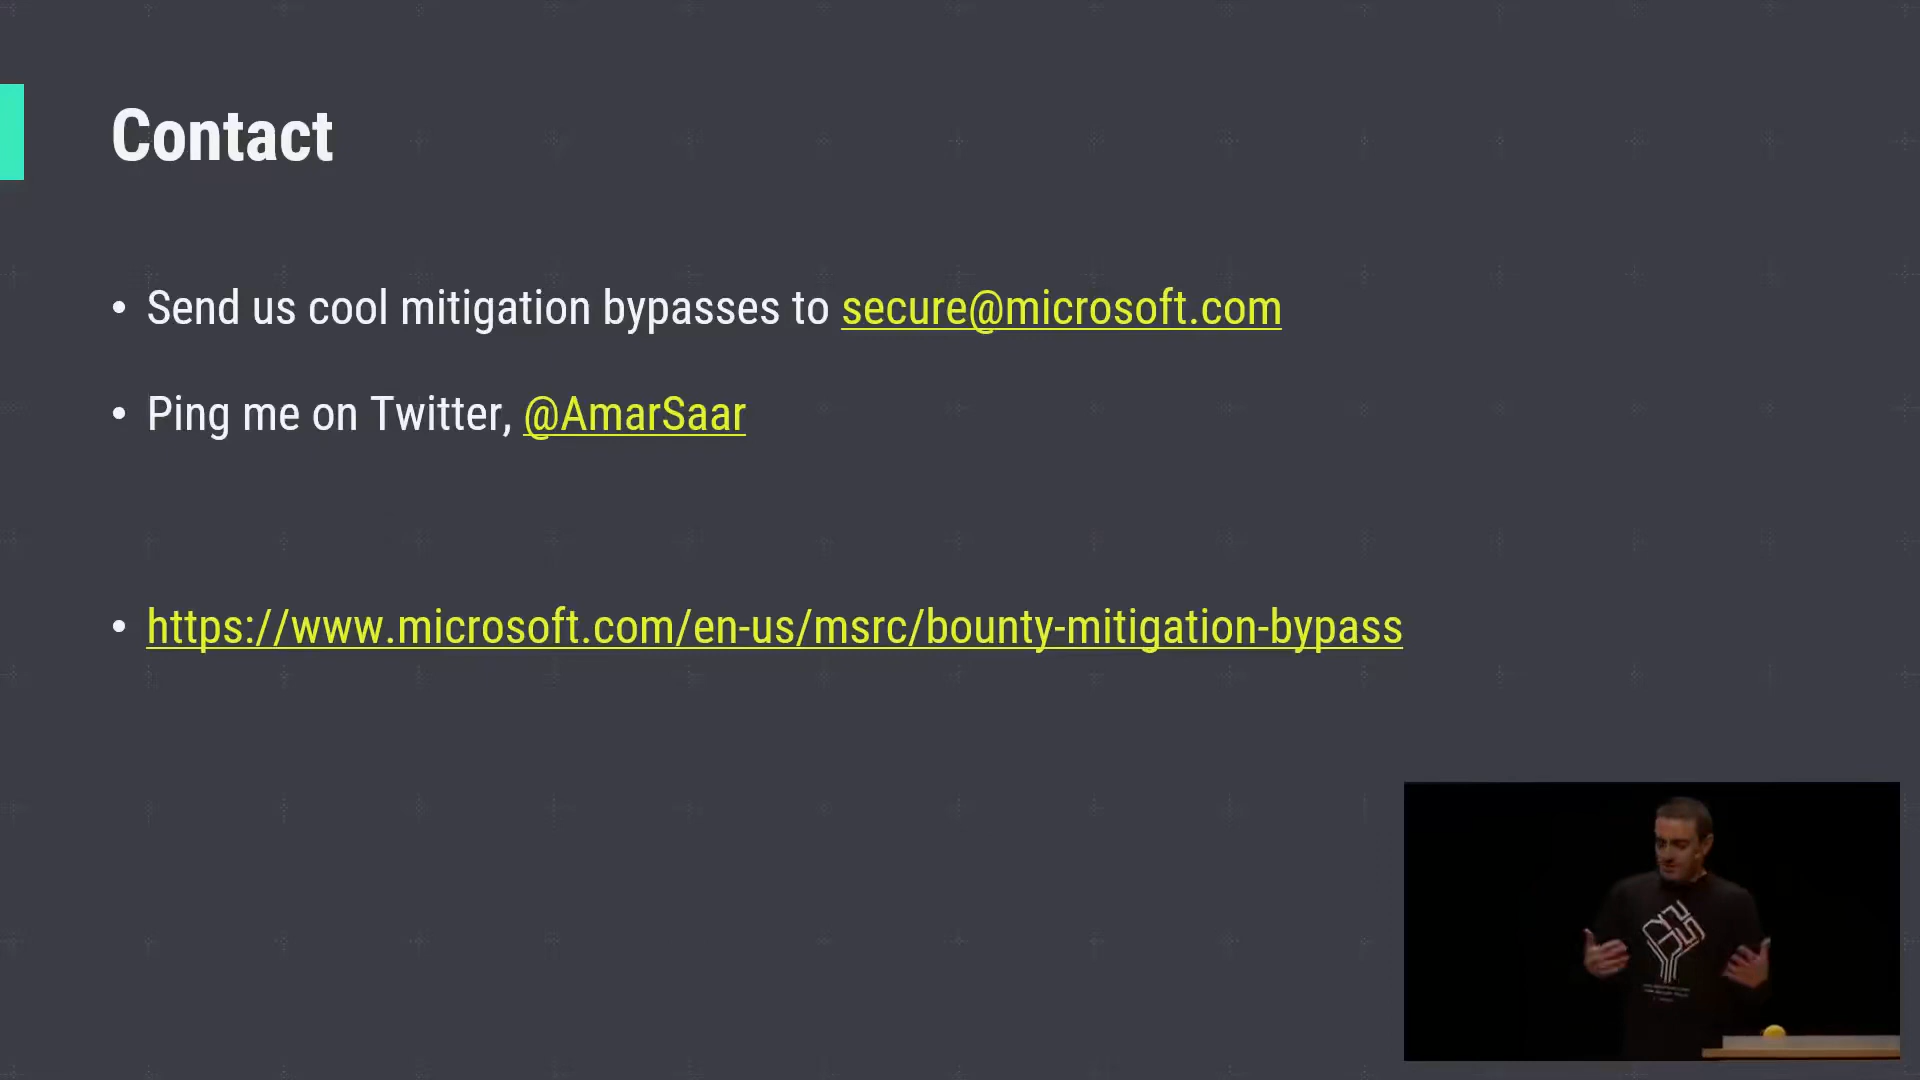 Contact
• Send us cool mitigation bypasses to secure@microsoft.com
• Ping me on Twitter, @AmarSaar
• https://www.microsoft.com/en-us/msrc/bounty-mitigation-bypass